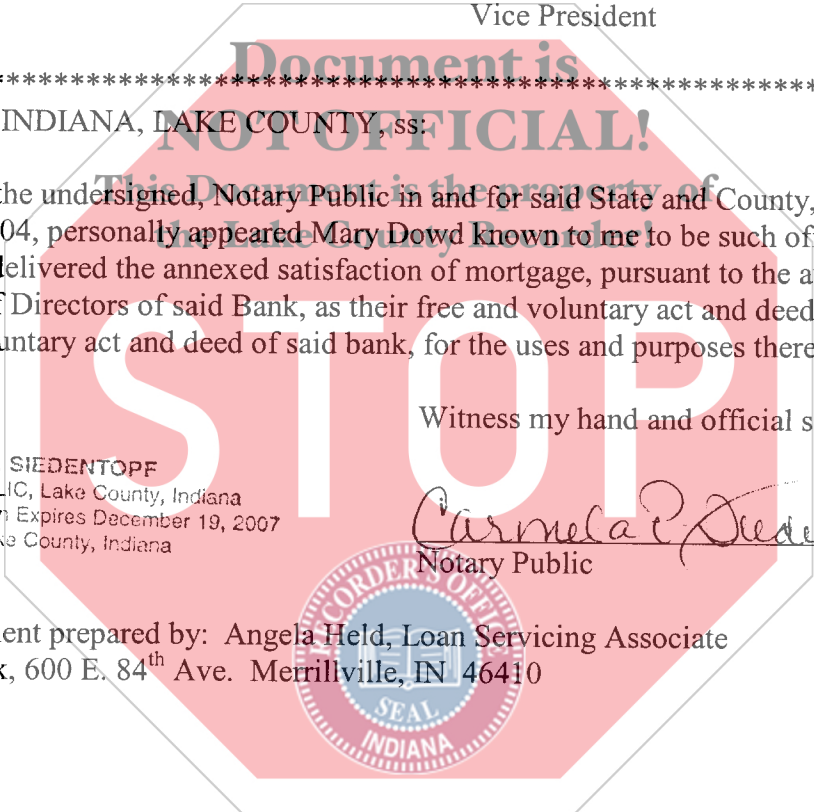 Vice President
Document is
************************************************************
INDIANA, LAKE COUNTY, ss:
NOT OFFICIAL!
the undersigned, Notary Public in and for said State and County,
This Document is the property of
04, personally appeared Mary Dowd known to me to be such of
the Lake County Recorder!
delivered the annexed satisfaction of mortgage, pursuant to the a
f Directors of said Bank, as their free and voluntary act and deed
untary act and deed of said bank, for the uses and purposes there
STOP
Witness my hand and official s
SIEDENTOPF
LIC, Lake County, Indiana
n Expires December 19, 2007
ke County, Indiana
Carmela P. Siede
Notary Public
RECORDER'S OFFICE
ent prepared by: Angela Held, Loan Servicing Associate
k, 600 E. 84th Ave. Merrillville, IN 46410
SEAL
INDIANA